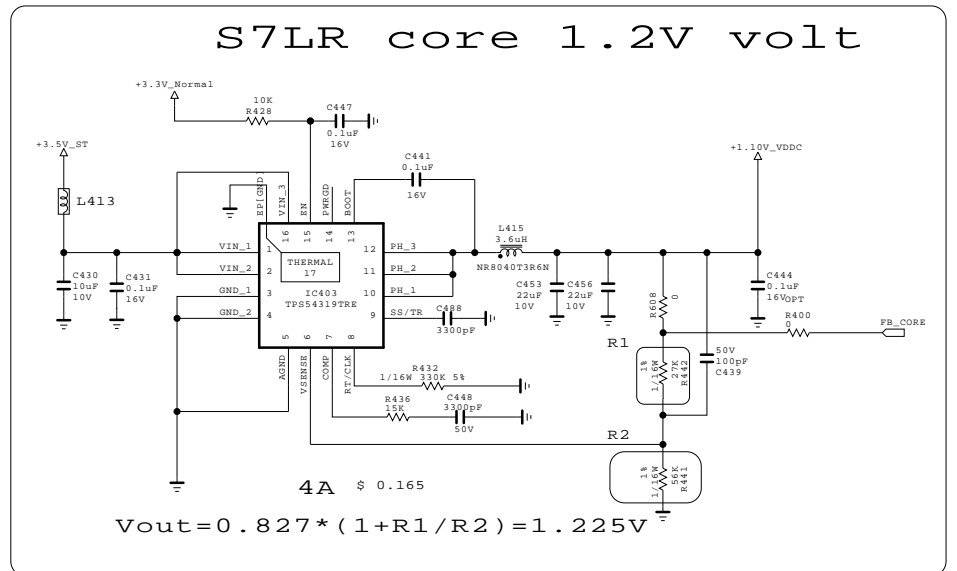 S7LR core 1.2V volt
+3.3V_Normal
10K
R428
C447
0.1uF
16V
+3.5V_ST
L413
C441
0.1uF
16V
+1.10V_VDDC
EP[GND]
VIN_3
EN
PWRGD
BOOT
16
15
14
13
L415
3.6uH
NR8040T3R6N
VIN_1
1
VIN_2
2
GND_1
3
GND_2
4
THERMAL
17
IC403
TPS54319TRE
12
PH_3
11
PH_2
10
PH_1
9
SS/TR
C430
10uF
10V
C431
0.1uF
16V
C453
22uF
10V
C456
22uF
10V
C444
0.1uF
16V
OPT
C488
3300pF
R608
0
R400
0
FB_CORE
5
6
7
8
AGND
VSENSE
COMP
RT/CLK
R432
1/16W 330K 5%
R436
15K
C448
3300pF
50V
R1
1%
1/16W
27K
R442
50V
100pF
C439
R2
1%
1/16W
56K
R441
4A $ 0.165
Vout=0.827*(1+R1/R2)=1.225V